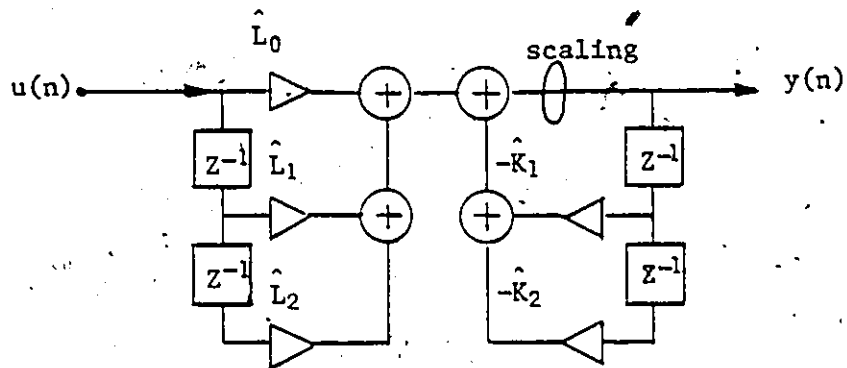 L̂₀
scaling
u(n)
+
+
y(n)
Z⁻¹
L̂₁
-K̂₁
Z⁻¹
+
+
Z⁻¹
L̂₂
-K̂₂
Z⁻¹